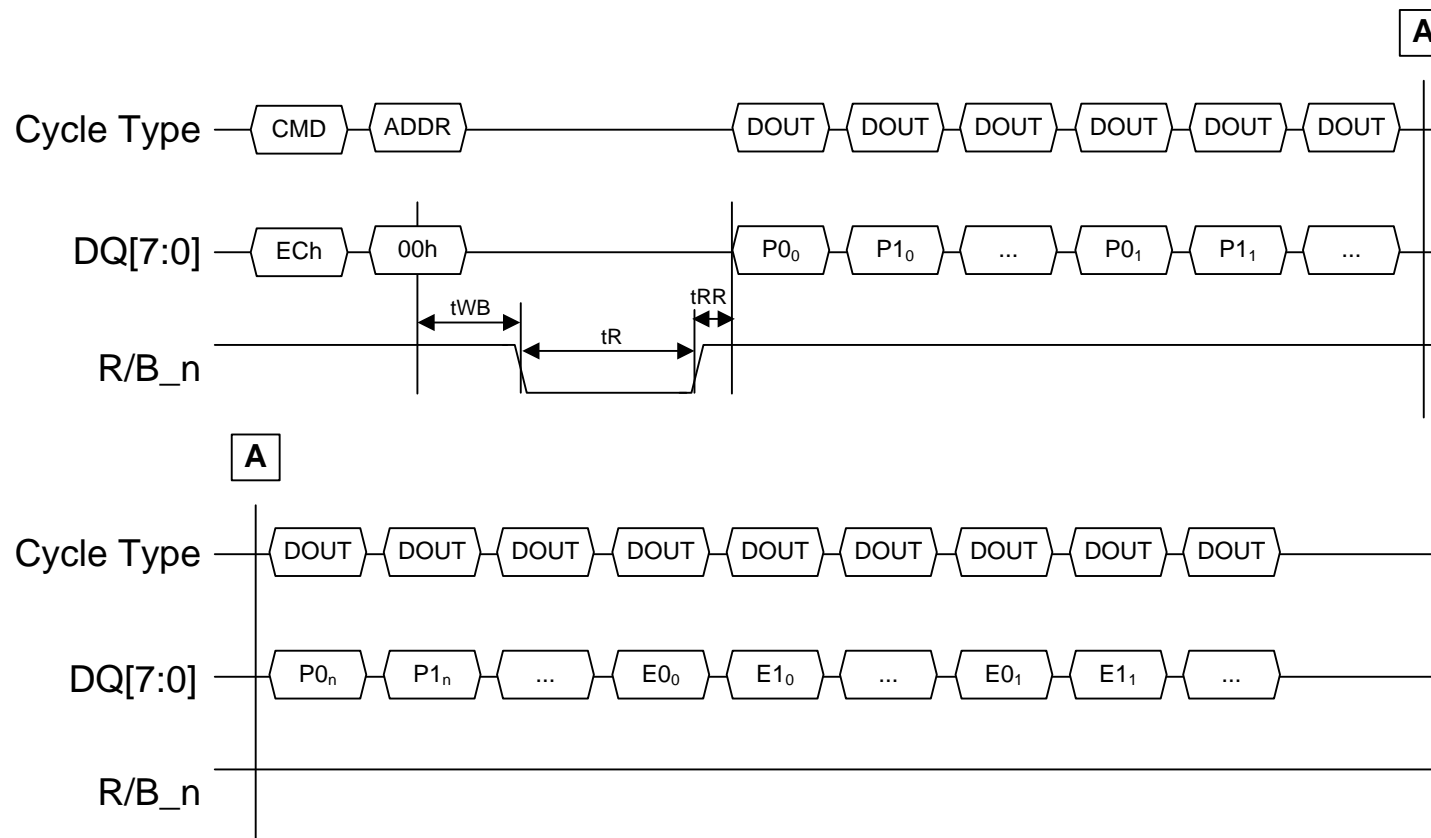 A
Cycle Type CMD ADDR DOUT DOUT DOUT DOUT DOUT DOUT
DQ[7:0] ECh 00h P0₀ P1₀ ... P0₁ P1₁ ...
tWB tR tRR
R/B_n
A
Cycle Type DOUT DOUT DOUT DOUT DOUT DOUT DOUT DOUT DOUT
DQ[7:0] P0ₙ P1ₙ ... E0₀ E1₀ ... E0₁ E1₁ ...
R/B_n